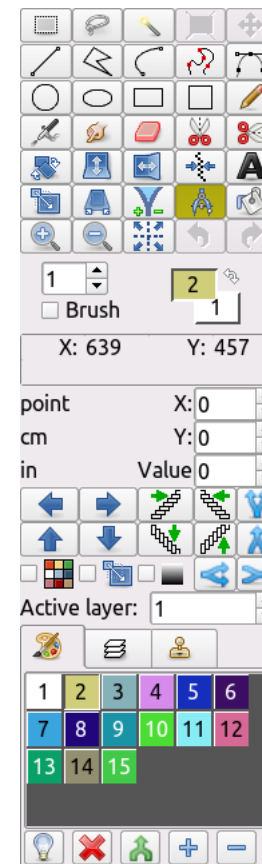 A
1
2
Brush
1
X: 639 Y: 457
point X: 0
cm Y: 0
in Value 0
Active layer: 1
1 2 3 4 5 6
7 8 9 10 11 12
13 14 15